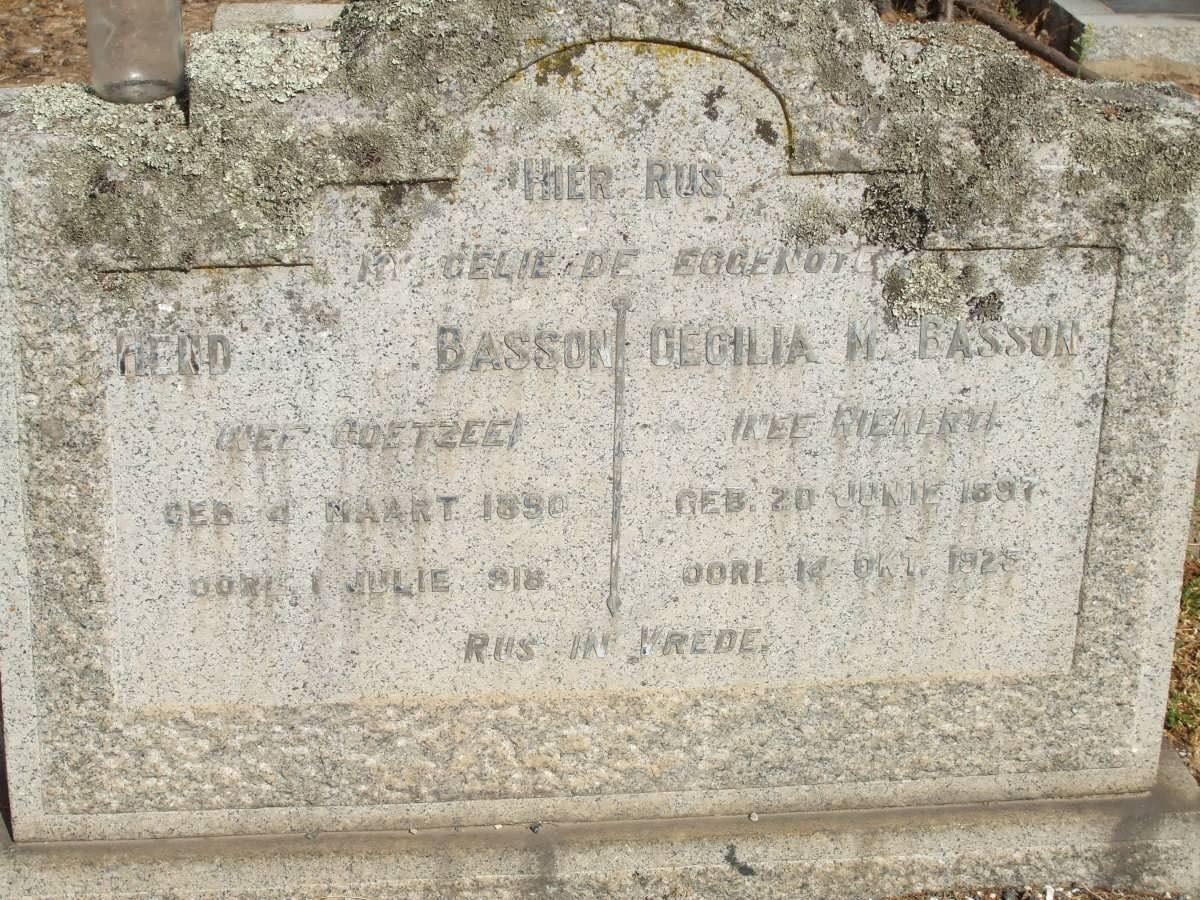 HIER RUS
MY GELIEFDE EGGENOTE
HEND BASSON
(NEE COETZEE)
GEB. 4 MAART 1890
OORL. 1 JULIE 918.
CECILIA M. BASSON
(NEE RIEKERT)
GEB. 20 JUNIE 1897
OORL. OKT. 1925
RUS IN VREDE.